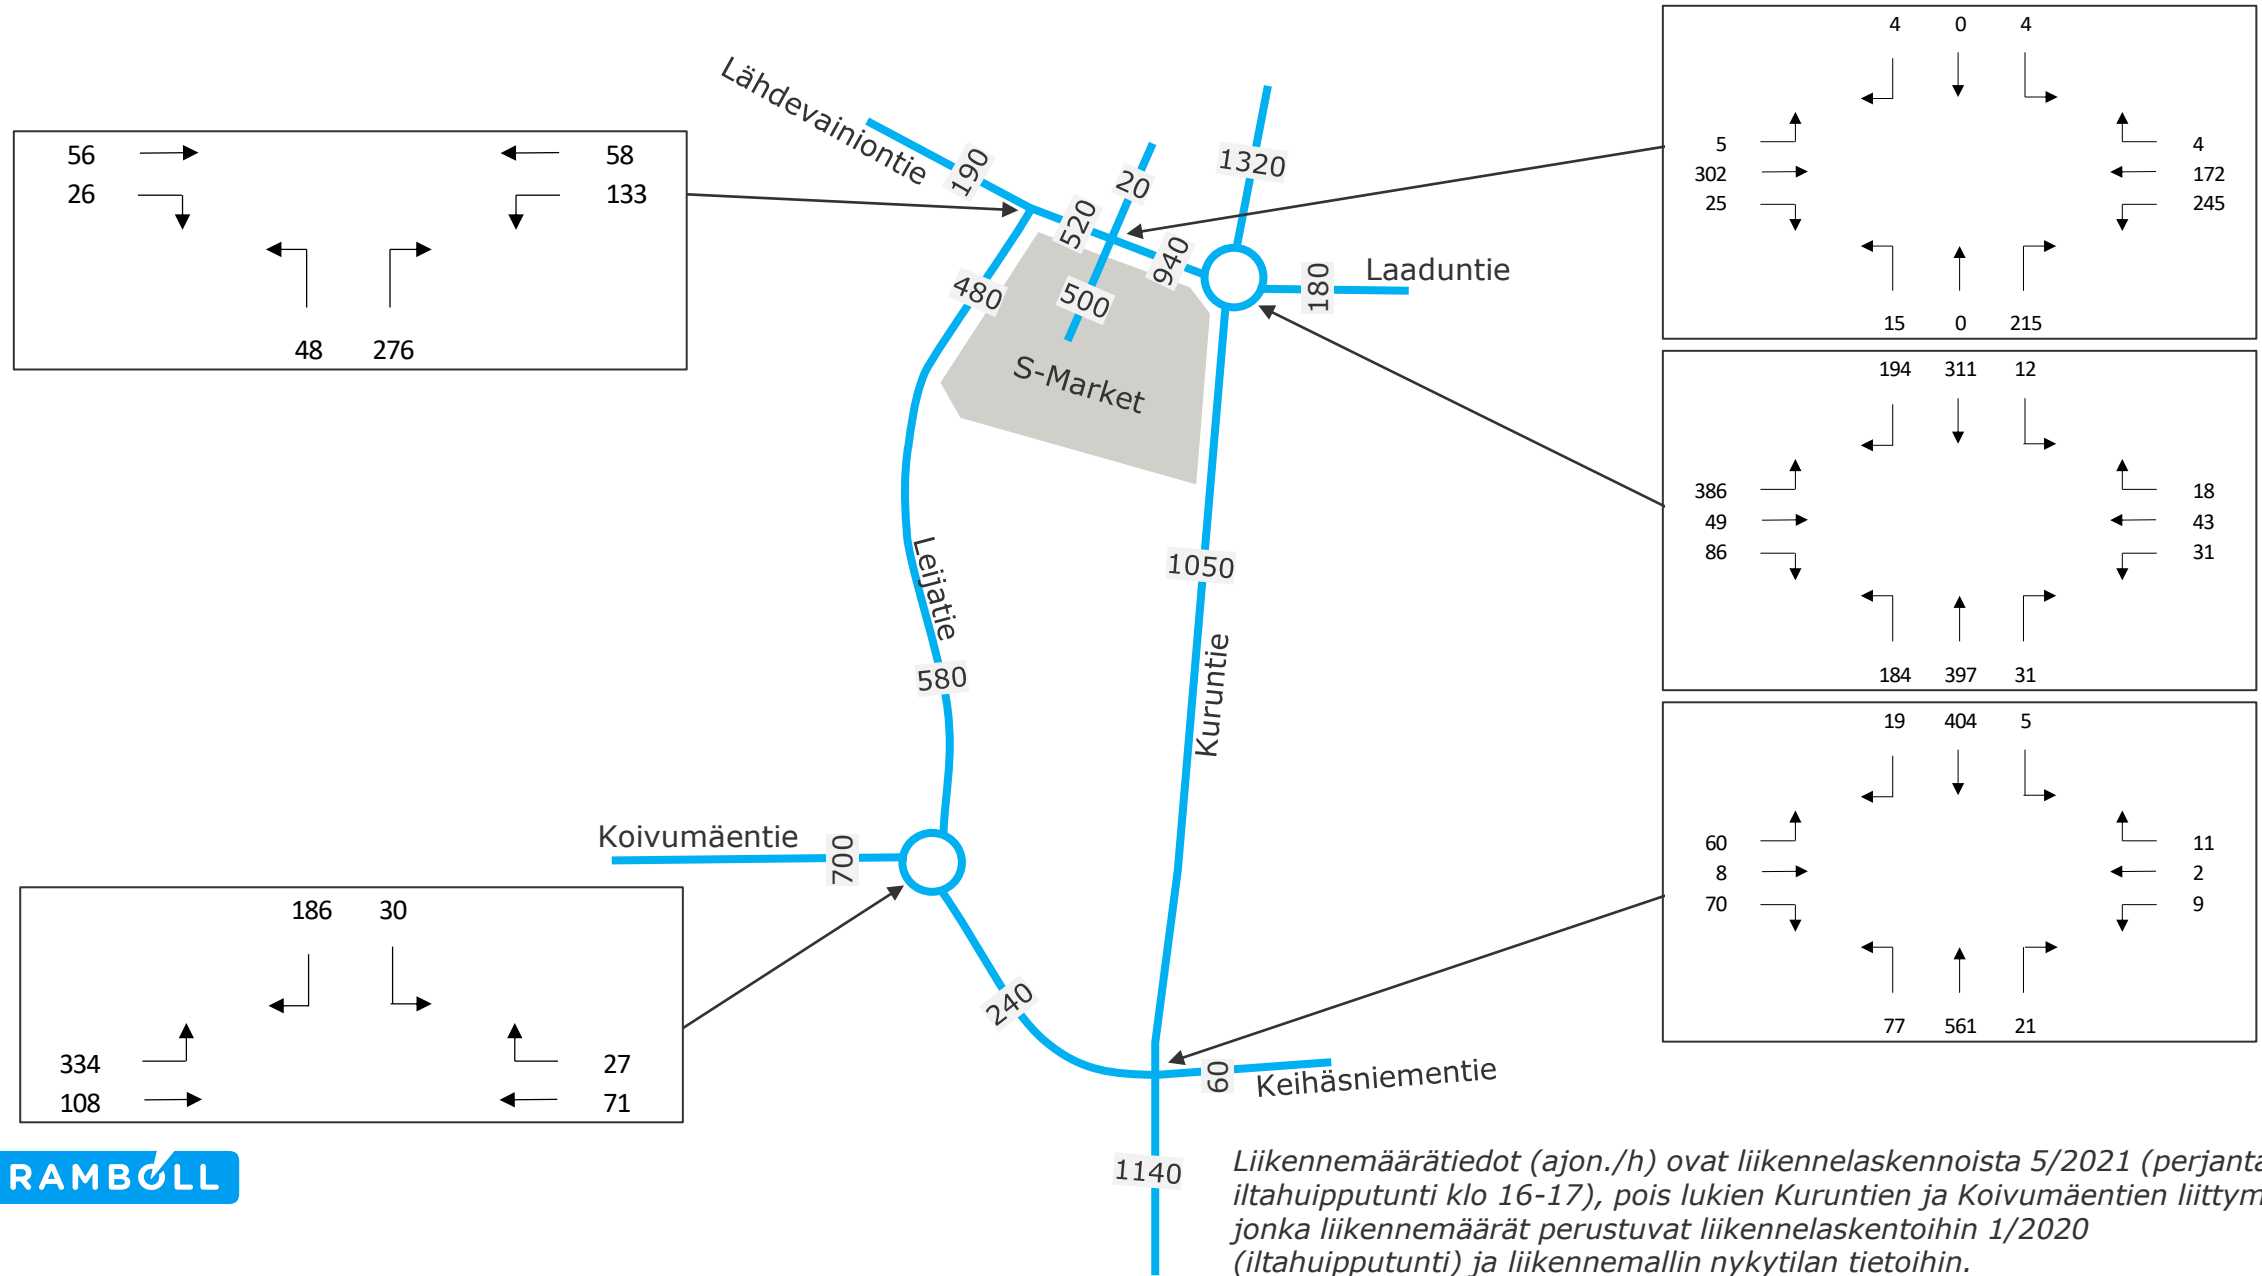 4 0 4
5 4
302 172
25 245
15 0 215
56 58
26 133
48 276
Lähdevainiontie
190
520
20
1320
940
480
500
180
Laaduntie
S-Market
194 311 12
386 18
49 43
86 31
184 397 31
Leijatie
580
1050
Kuruntie
Koivumäentie
700
240
60
Keihäsniementie
1140
19 404 5
60 11
8 2
70 9
77 561 21
186 30
334 27
108 71
RAMBOLL
Liikennemäärätiedot (ajon./h) ovat liikennelaskennoista 5/2021 (perjanta
iltahuipputunti klo 16-17), pois lukien Kuruntien ja Koivumäentien liittym
jonka liikennemäärät perustuvat liikennelaskentoihin 1/2020
(iltahuipputunti) ja liikennemallin nykytilan tietoihin.